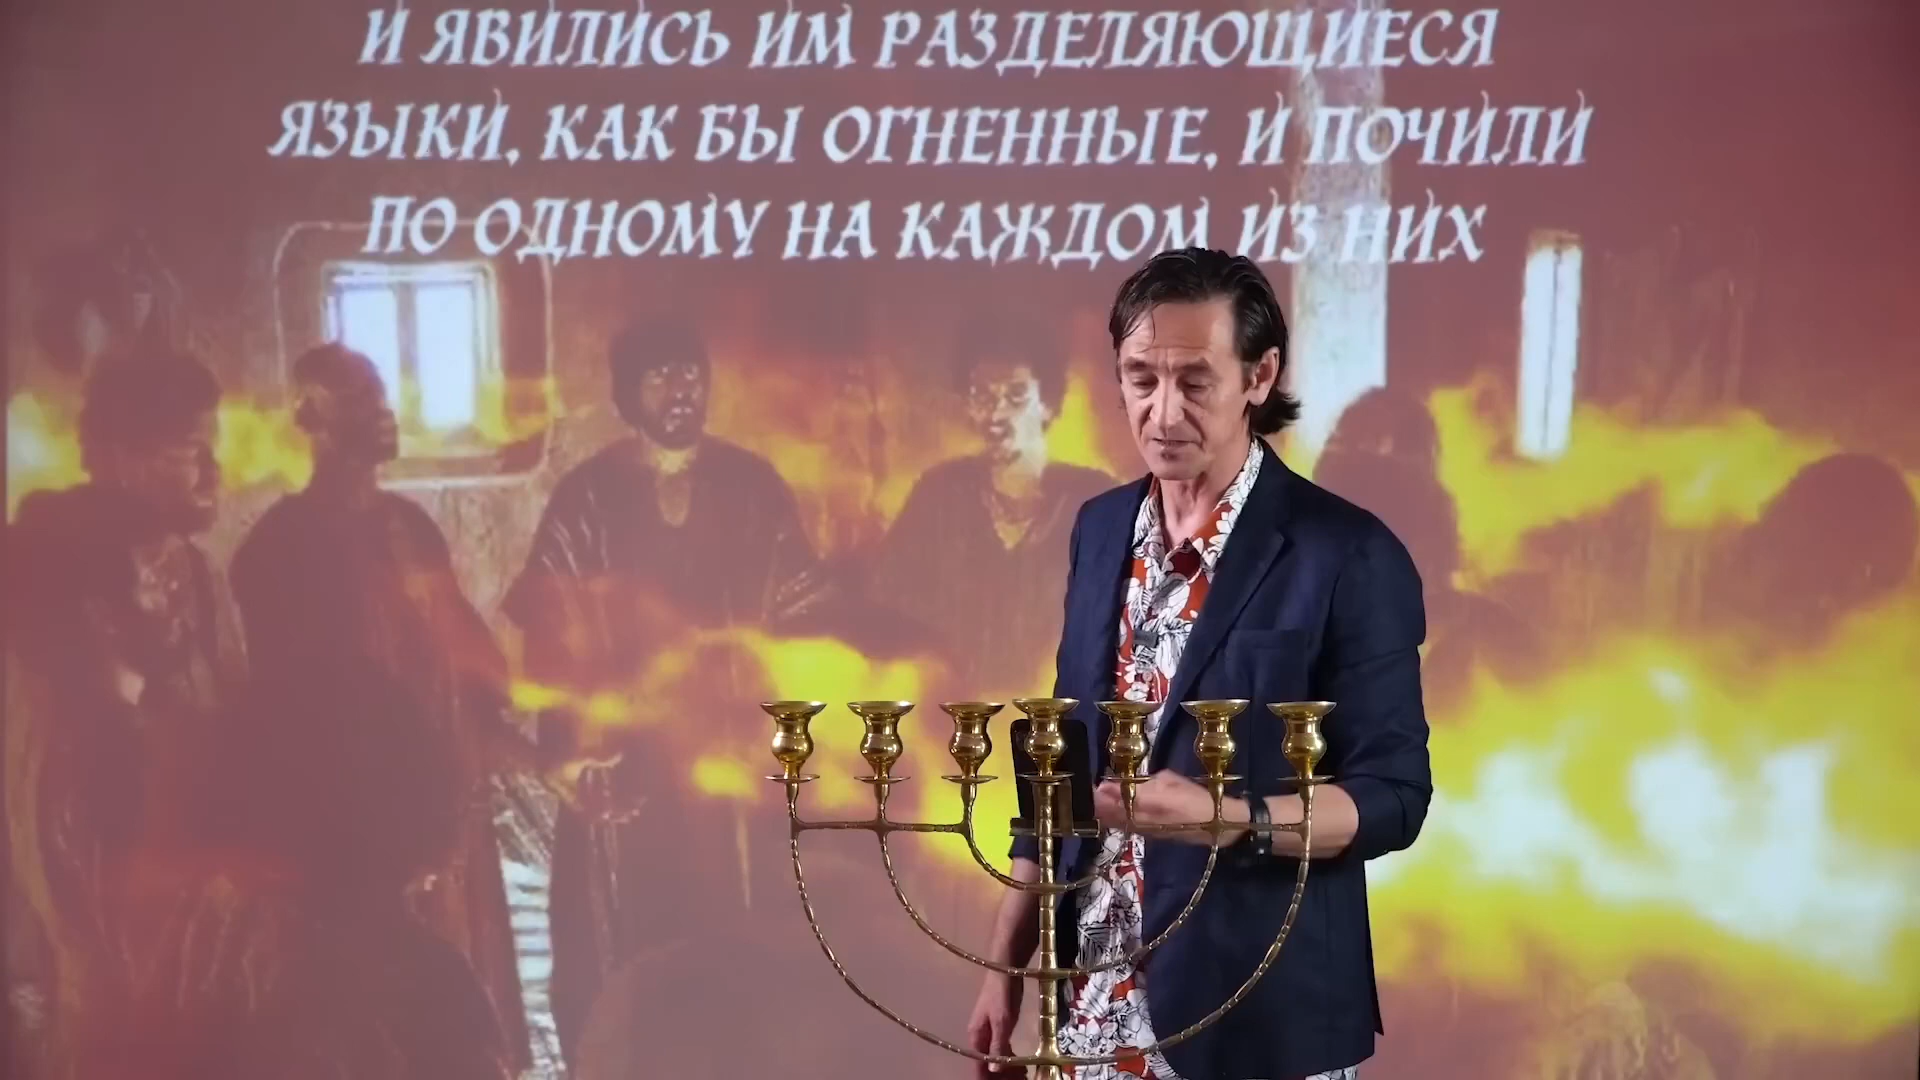 И ЯВИЛИСЬ ИМ РАЗДЕЛЯЮЩИЕСЯ
ЯЗЫКИ, КАК БЫ ОГНЕННЫЕ, И ПОЧИЛИ
ПО ОДНОМУ НА КАЖДОМ ИЗ НИХ